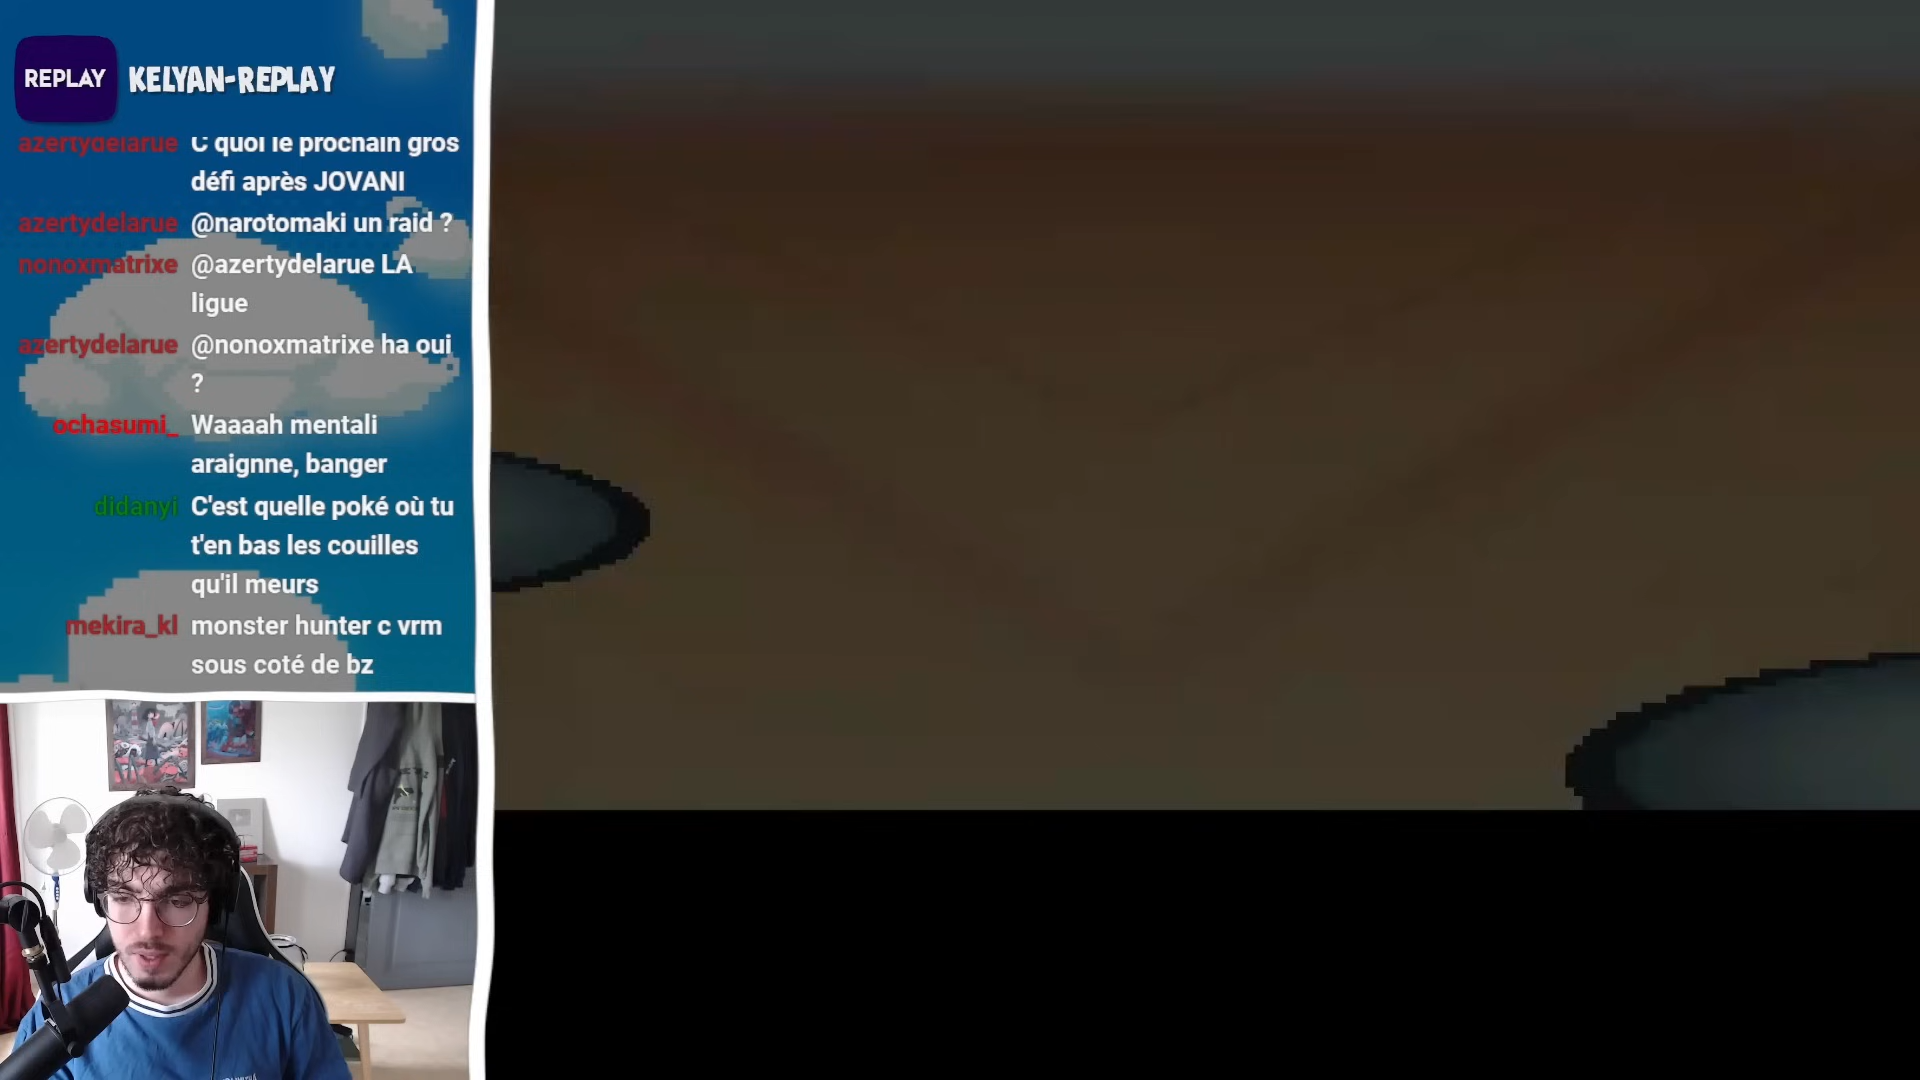 REPLAY KELYAN-REPLAY
azertydelarue C quoi le prochain gros
défi après JOVANI
azertydelarue @narotomaki un raid ?
nonoxmatrixe @azertydelarue LA
ligue
azertydelarue @nonoxmatrixe ha oui
?
ochasumi_ Waaaah mentali
araignne, banger
didanyi C'est quelle poké où tu
t'en bas les couilles
qu'il meurs
mekira_kl monster hunter c vrm
sous coté de bz